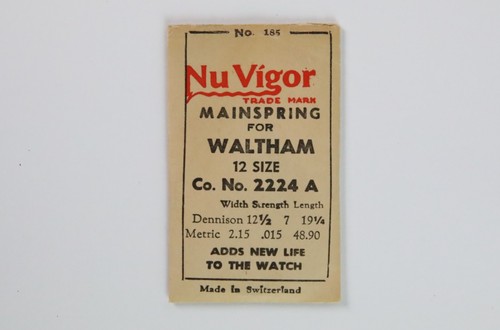 No. 185
Nu Vigor
TRADE MARK
MAINSPRING
FOR
WALTHAM
12 SIZE
Co. No. 2224 A
Width Strength Length
Dennison 12½ 7 19¼
Metric 2.15 .015 48.90
ADDS NEW LIFE
TO THE WATCH
Made in Switzerland